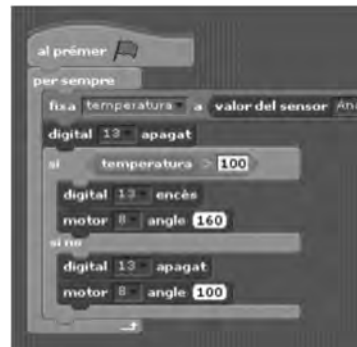 al prémer
per sempre
fixa temperatura a valor del sensor Ana
digital 13 apagat
si temperatura > 100
digital 13 encès
motor 8 angle 160
si no
digital 13 apagat
motor 8 angle 100